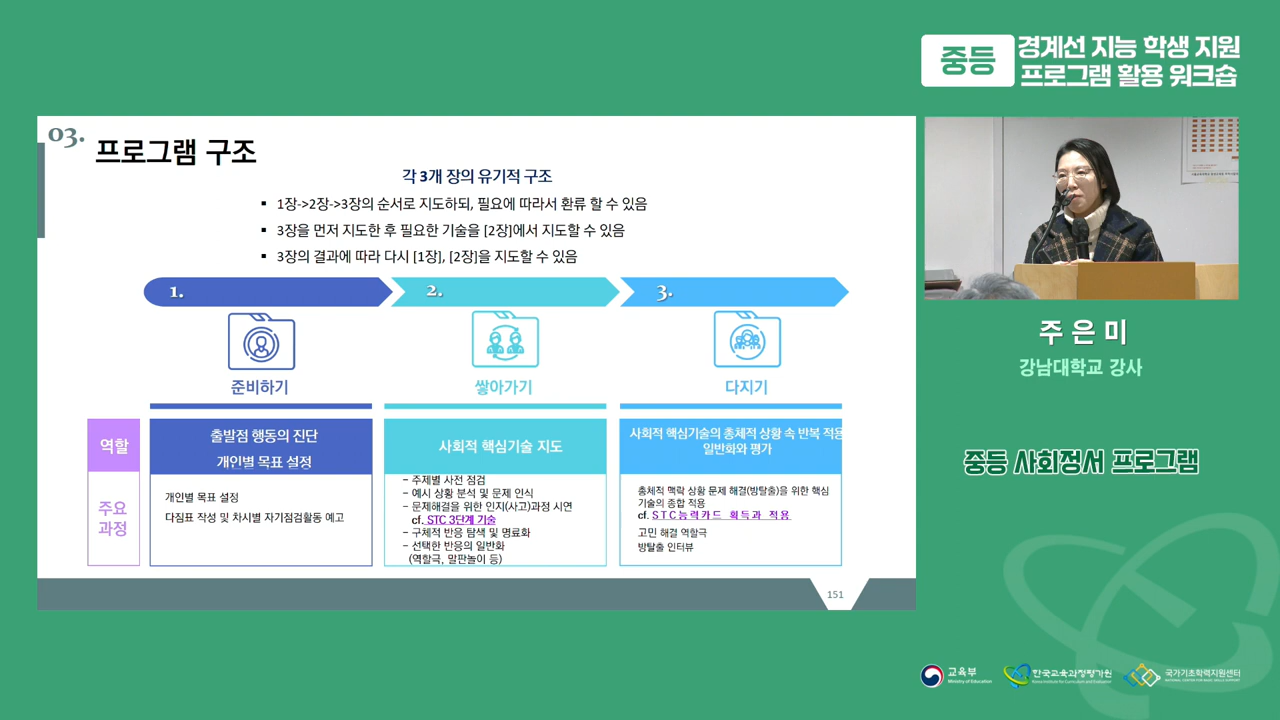 중등
경계선 지능 학생 지원
프로그램 활용 워크숍
03.
프로그램 구조
각 3개 장의 유기적 구조
▪ 1장->2장->3장의 순서로 지도하되, 필요에 따라서 환류 할 수 있음
▪ 3장을 먼저 지도한 후 필요한 기술을 [2장]에서 지도할 수 있음
▪ 3장의 결과에 따라 다시 [1장], [2장]을 지도할 수 있음
1.
2.
3.
준비하기
쌓아가기
다지기
역할
출발점 행동의 진단
개인별 목표 설정
사회적 핵심기술 지도
사회적 핵심기술의 총체적 상황 속 반복 적용
일반화와 평가
주요
과정
개인별 목표 설정
다짐표 작성 및 차시별 자기점검활동 예고
– 주제별 사전 점검
– 예시 상황 분석 및 문제 인식
– 문제해결을 위한 인지(사고)과정 시연
cf. STC 3단계 기술
– 구체적 반응 탐색 및 명료화
– 선택한 반응의 일반화
(역할극, 말판놀이 등)
총체적 맥락 상황 문제 해결(방탈출)을 위한 핵심
기술의 종합 적용
cf. STC능력카드 획득과 적용
고민 해결 역할극
방탈출 인터뷰
151
주은미
강남대학교 강사
중등 사회정서 프로그램
교육부
Ministry of Education
한국교육과정평가원
Korea Institute for Curriculum and Evaluation
국가기초학력지원센터
NATIONAL CENTER FOR BASIC SKILLS SUPPORT